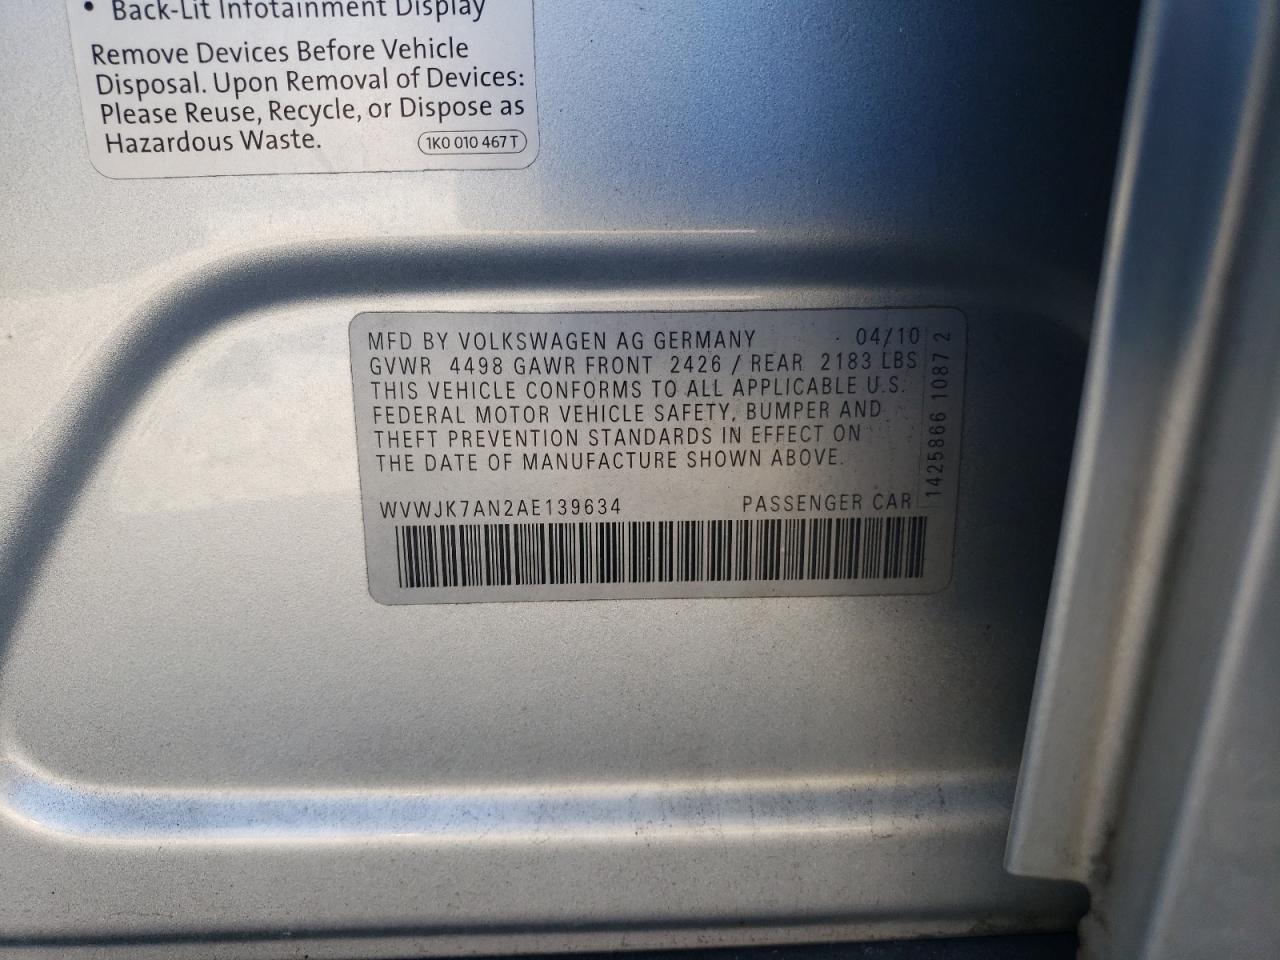 • Back-Lit Infotainment Display
Remove Devices Before Vehicle
Disposal. Upon Removal of Devices:
Please Reuse, Recycle, or Dispose as
Hazardous Waste.
1K0 010 467 T
MFD BY VOLKSWAGEN AG GERMANY 04/10
GVWR 4498 GAWR FRONT 2426 / REAR 2183 LBS
THIS VEHICLE CONFORMS TO ALL APPLICABLE U.S.
FEDERAL MOTOR VEHICLE SAFETY, BUMPER AND
THEFT PREVENTION STANDARDS IN EFFECT ON
THE DATE OF MANUFACTURE SHOWN ABOVE.
WVWJK7AN2AE139634 PASSENGER CAR
1425866 1087 2